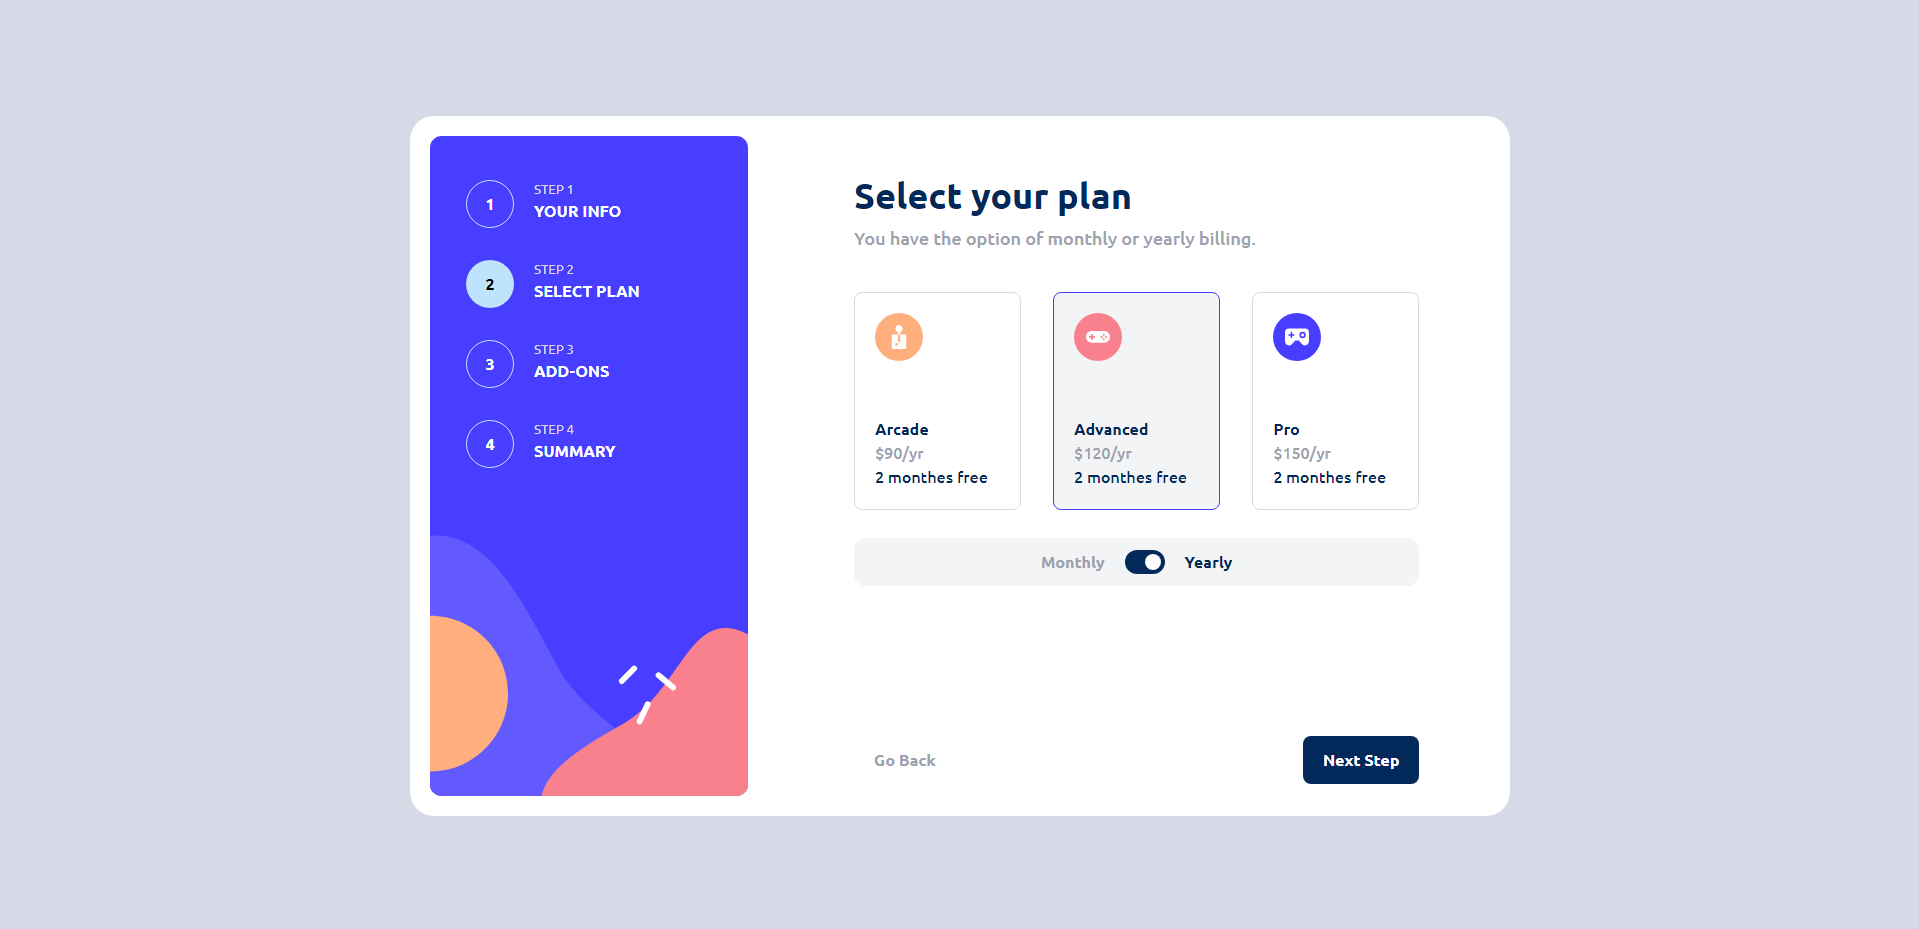 1
STEP 1
YOUR INFO
2
STEP 2
SELECT PLAN
3
STEP 3
ADD-ONS
4
STEP 4
SUMMARY
Select your plan
You have the option of monthly or yearly billing.
Arcade
$90/yr
2 monthes free
Advanced
$120/yr
2 monthes free
Pro
$150/yr
2 monthes free
Monthly
Yearly
Go Back
Next Step